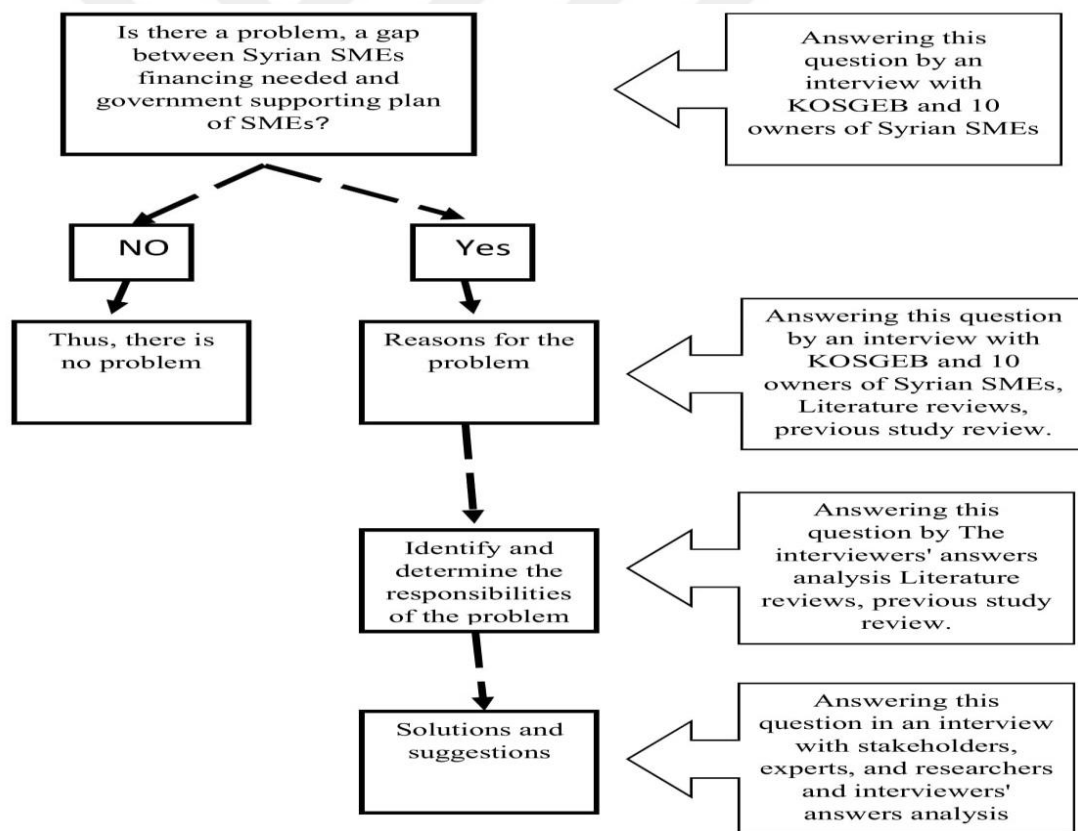 Is there a problem, a gap
between Syrian SMEs
financing needed and
government supporting plan
of SMEs?
Answering this
question by an
interview with
KOSGEB and 10
owners of Syrian SMEs
NO
Yes
Thus, there is
no problem
Reasons for the
problem
Answering this question
by an interview with
KOSGEB and 10
owners of Syrian SMEs,
Literature reviews,
previous study review.
Identify and
determine the
responsibilities
of the problem
Answering this
question by The
interviewers' answers
analysis Literature
reviews, previous study
review.
Solutions and
suggestions
Answering this
question in an interview
with stakeholders,
experts, and researchers
and interviewers'
answers analysis